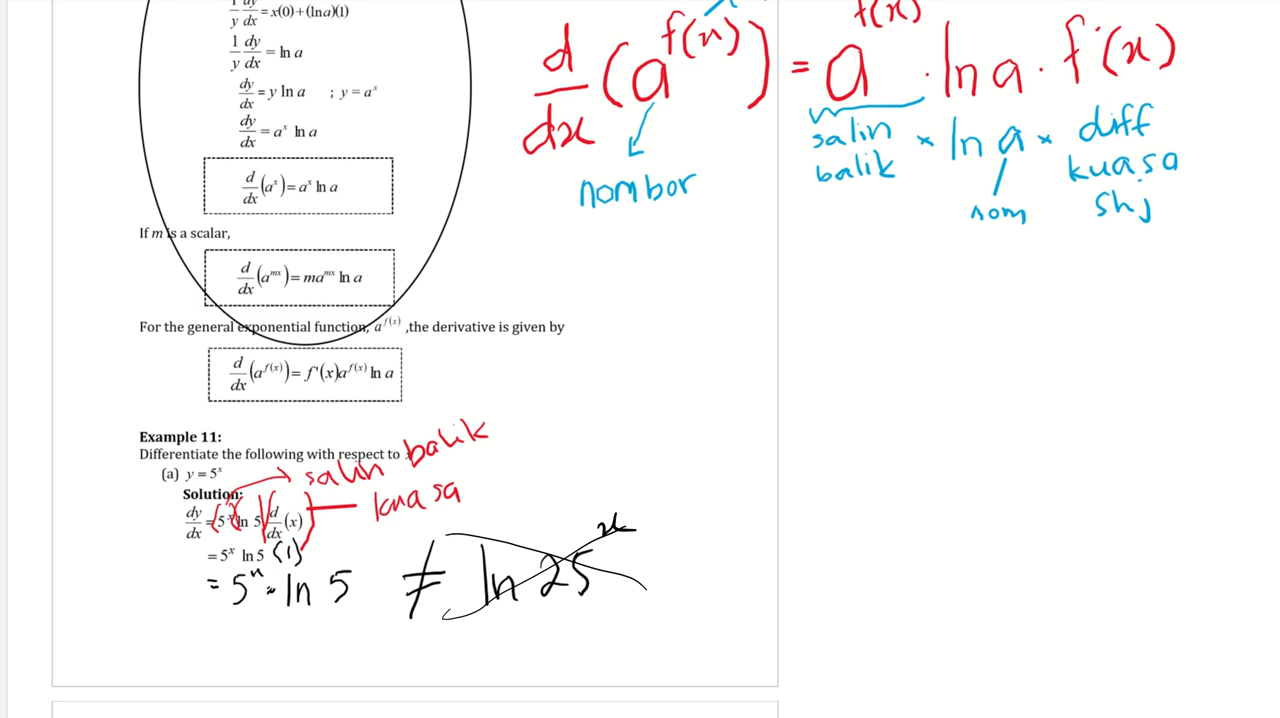 1/y dy/dx = x(0)+(ln a)(1)
1/y dy/dx = ln a
dy/dx = y ln a ; y = a^x
dy/dx = a^x ln a
d/dx (a^x) = a^x ln a
If m is a scalar,
d/dx (a^mx) = ma^mx ln a
For the general exponential function, a^f(x) ,the derivative is given by
d/dx (a^f(x)) = f'(x)a^f(x) ln a
Example 11:
Differentiate the following with respect to
(a) y = 5^x
Solution:
dy/dx = 5^x ln 5 d/dx (x)
= 5^x ln 5 (1)
= 5^x . ln 5 ≠ ln 25^x
salin balik
kuasa
d/dx (a^f(x)) = a^f(x) . ln a . f'(x)
nombor
salin balik × ln a × diff kuasa shj
nom